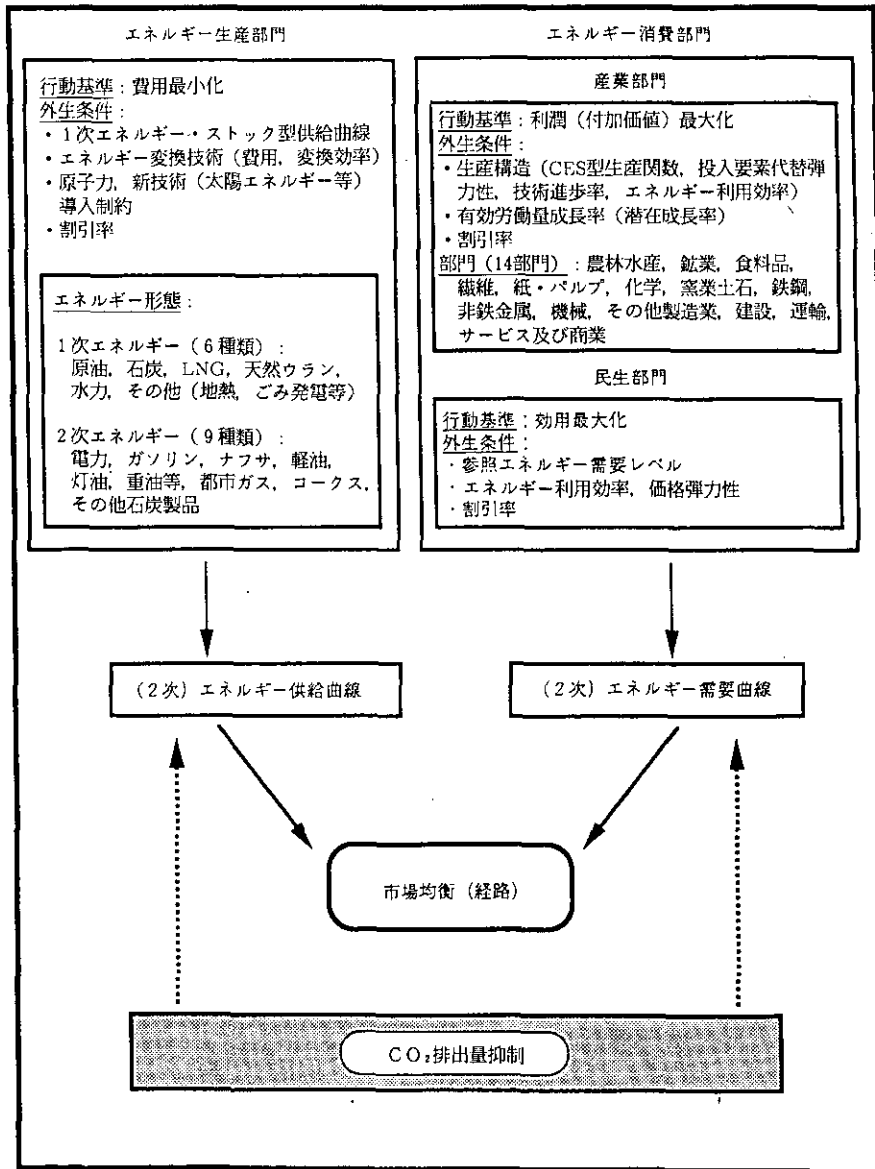 エネルギー生産部門
行動基準：費用最小化
外生条件：
・1次エネルギー・ストック型供給曲線
・エネルギー変換技術（費用，変換効率）
・原子力，新技術（太陽エネルギー等）
導入制約
・割引率
エネルギー形態：
1次エネルギー（6種類）：
原油，石炭，LNG，天然ウラン，
水力，その他（地熱，ごみ発電等）
2次エネルギー（9種類）：
電力，ガソリン，ナフサ，軽油，
灯油，重油等，都市ガス，コークス，
その他石炭製品
エネルギー消費部門
産業部門
行動基準：利潤（付加価値）最大化
外生条件：
・生産構造（CES型生産関数，投入要素代替弾
力性，技術進歩率，エネルギー利用効率）
・有効労働量成長率（潜在成長率）
・割引率
部門（14部門）：農林水産，鉱業，食料品，
繊維，紙・パルプ，化学，窯業土石，鉄鋼，
非鉄金属，機械，その他製造業，建設，運輸，
サービス及び商業
民生部門
行動基準：効用最大化
外生条件：
・参照エネルギー需要レベル
・エネルギー利用効率，価格弾力性
・割引率
（2次）エネルギー供給曲線
（2次）エネルギー需要曲線
市場均衡（経路）
CO₂排出量抑制